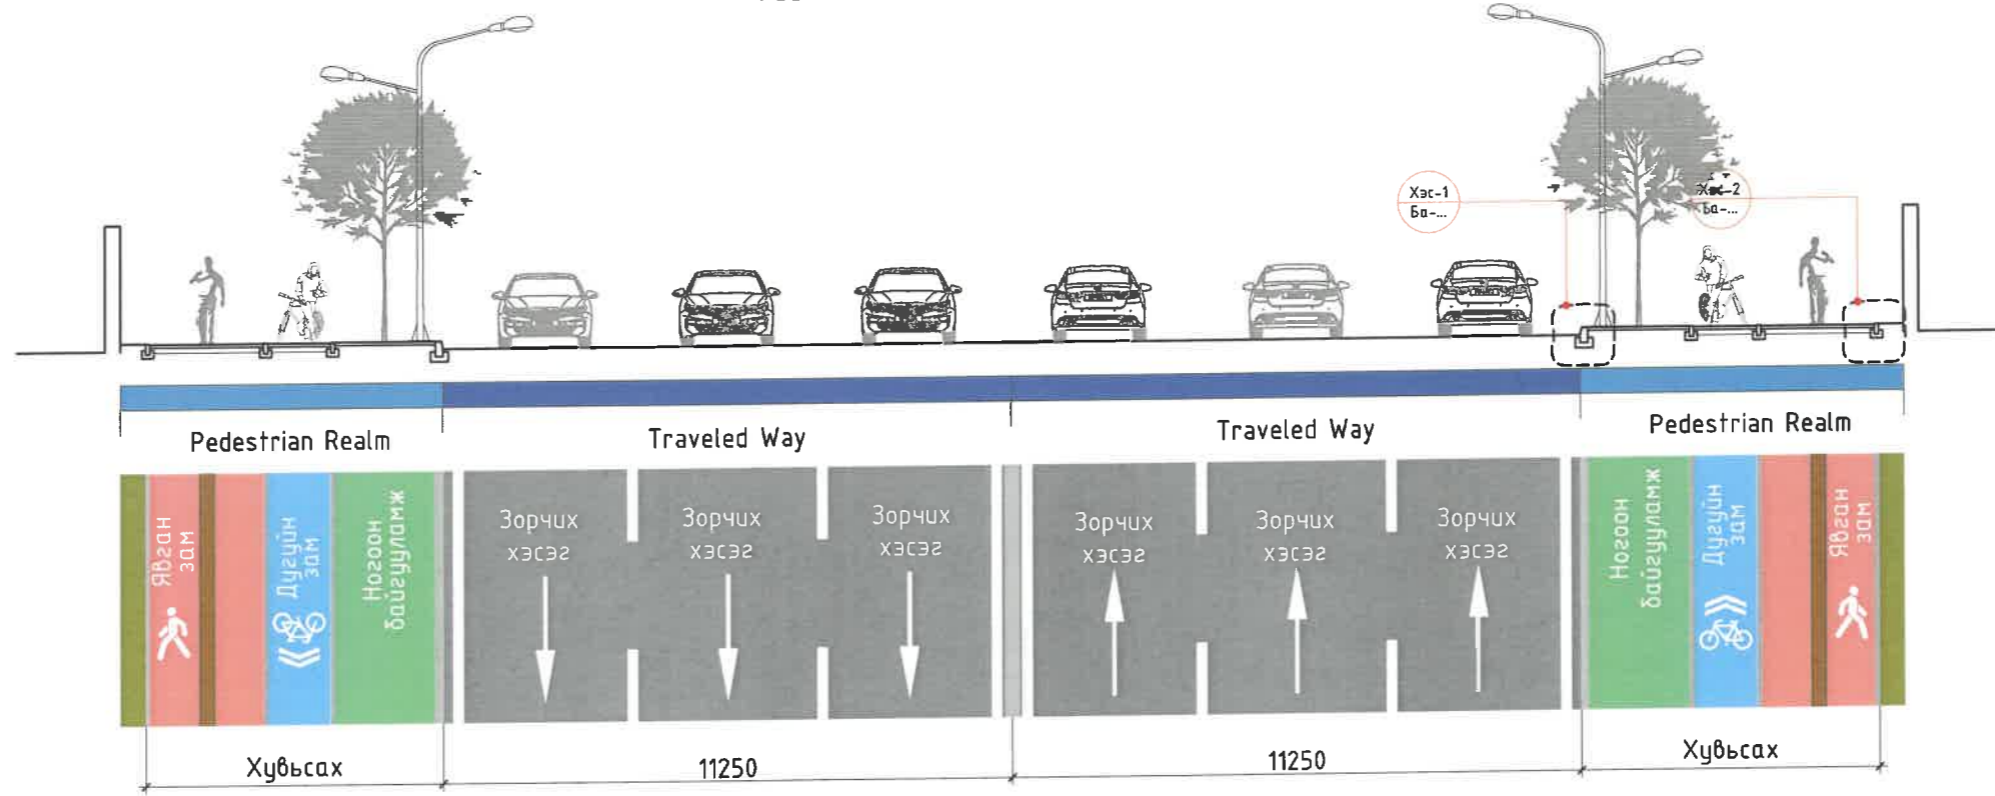 Хэс-1
Ба-...
Хэс-2
Ба-...
Pedestrian Realm
Traveled Way
Traveled Way
Pedestrian Realm
Явган
зам
Дугуйн
зам
Ногоон
байгууламж
Зорчих
хэсэг
Зорчих
хэсэг
Зорчих
хэсэг
Зорчих
хэсэг
Зорчих
хэсэг
Зорчих
хэсэг
Ногоон
байгууламж
Дугуйн
зам
Явган
зам
Хувьсах
11250
11250
Хувьсах